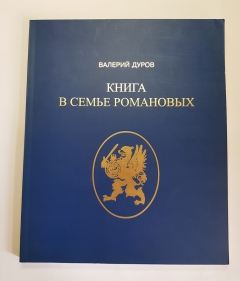 ВАЛЕРИЙ ДУРОВ
КНИГА
В СЕМЬЕ РОМАНОВЫХ